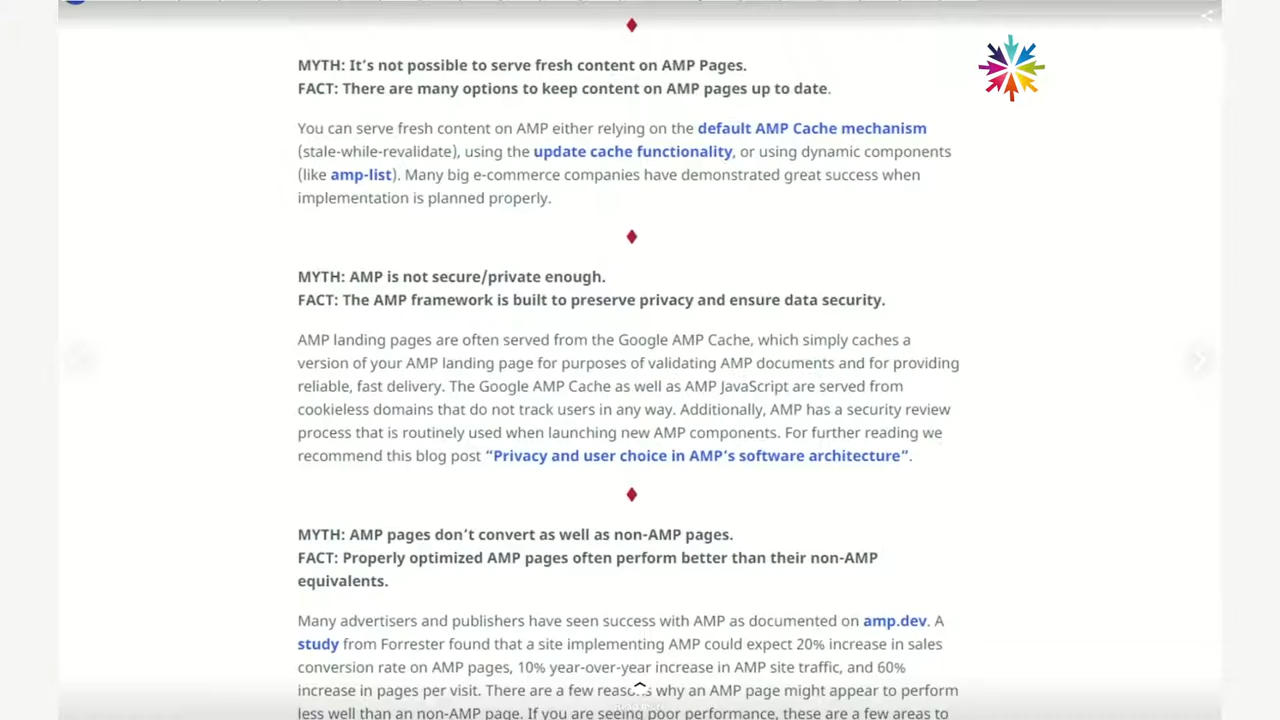 MYTH: It's not possible to serve fresh content on AMP Pages.
FACT: There are many options to keep content on AMP pages up to date.
You can serve fresh content on AMP either relying on the default AMP Cache mechanism
(stale-while-revalidate), using the update cache functionality, or using dynamic components
(like amp-list). Many big e-commerce companies have demonstrated great success when
implementation is planned properly.
MYTH: AMP is not secure/private enough.
FACT: The AMP framework is built to preserve privacy and ensure data security.
AMP landing pages are often served from the Google AMP Cache, which simply caches a
version of your AMP landing page for purposes of validating AMP documents and for providing
reliable, fast delivery. The Google AMP Cache as well as AMP JavaScript are served from
cookieless domains that do not track users in any way. Additionally, AMP has a security review
process that is routinely used when launching new AMP components. For further reading we
recommend this blog post “Privacy and user choice in AMP's software architecture”.
MYTH: AMP pages don't convert as well as non-AMP pages.
FACT: Properly optimized AMP pages often perform better than their non-AMP
equivalents.
Many advertisers and publishers have seen success with AMP as documented on amp.dev. A
study from Forrester found that a site implementing AMP could expect 20% increase in sales
conversion rate on AMP pages, 10% year-over-year increase in AMP site traffic, and 60%
increase in pages per visit. There are a few reasons why an AMP page might appear to perform
less well than an non-AMP page. If you are seeing poor performance, these are a few areas to